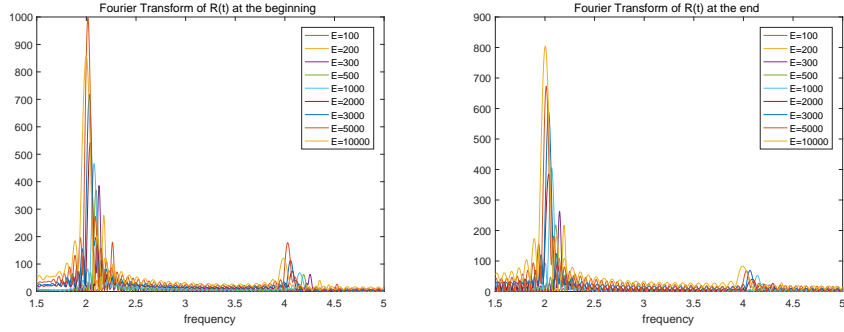 Fourier Transform of R(t) at the beginning
1000
900
800
700
600
500
400
300
200
100
0
1.5 2 2.5 3 3.5 4 4.5 5
frequency
E=100
E=200
E=300
E=500
E=1000
E=2000
E=3000
E=5000
E=10000
Fourier Transform of R(t) at the end
900
800
700
600
500
400
300
200
100
0
1.5 2 2.5 3 3.5 4 4.5 5
frequency
E=100
E=200
E=300
E=500
E=1000
E=2000
E=3000
E=5000
E=10000